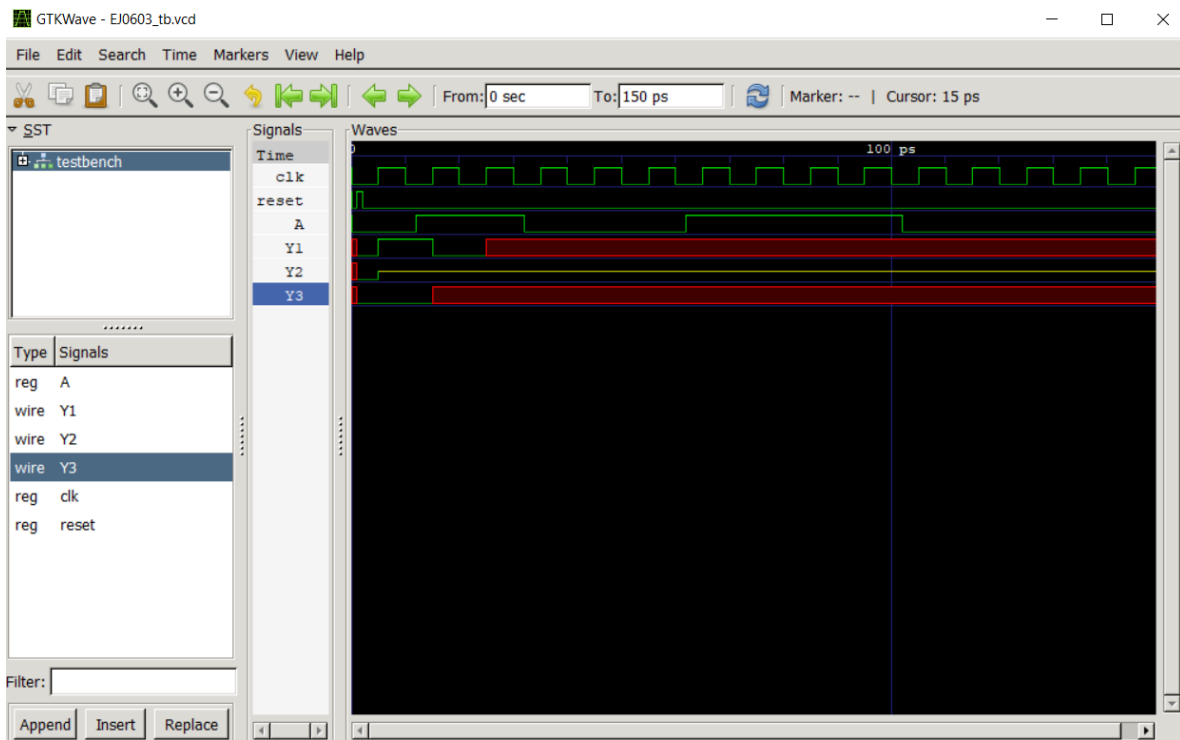 GTKWave - EJ0603_tb.vcd
File Edit Search Time Markers View Help
From: 0 sec To: 150 ps Marker: -- | Cursor: 15 ps
SST
testbench
Type Signals
reg A
wire Y1
wire Y2
wire Y3
reg clk
reg reset
Filter:
Append Insert Replace
Signals
Time
clk
reset
A
Y1
Y2
Y3
Waves
0 100 ps